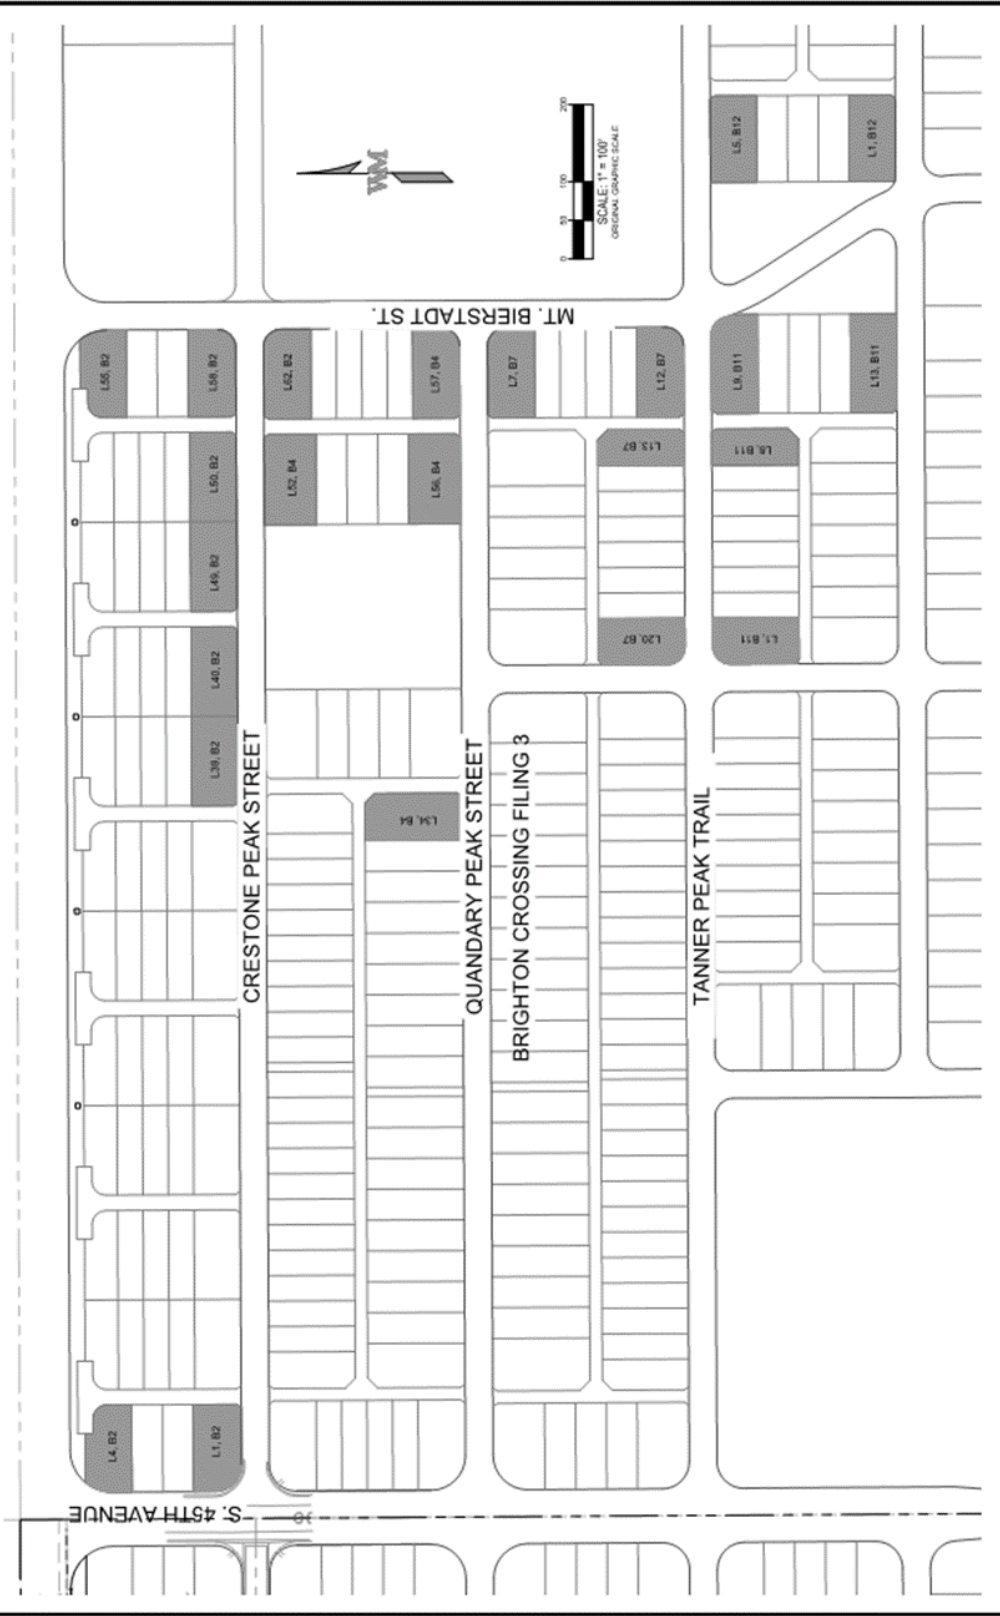 L5, B12
L1, B12
200
100
50
0
SCALE: 1" = 100'
ORIGINAL GRAPHIC SCALE
WM
MT. BIERSTADT ST.
L55, B2
L58, B2
L62, B2
L57, B4
L7, B7
L12, B7
L9, B11
L13, B11
L50, B2
L52, B4
L56, B4
L13, B7
L8, B11
L49, B2
L20, B7
L1, B11
L40, B2
L39, B2
L34, B4
CRESTONE PEAK STREET
QUANDARY PEAK STREET
BRIGHTON CROSSING FILING 3
TANNER PEAK TRAIL
L4, B2
L1, B2
S. 45TH AVENUE